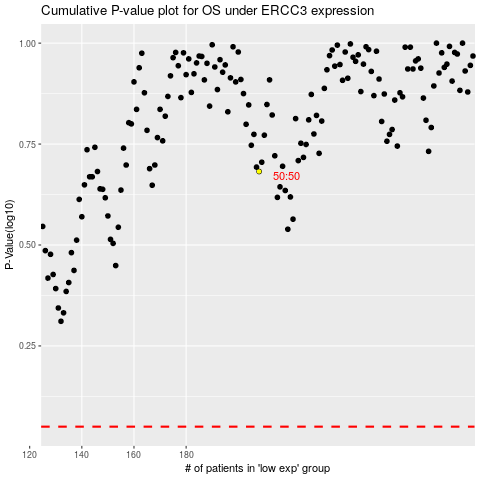 Cumulative P-value plot for OS under ERCC3 expression
1.00
0.75
0.50
0.25
P-Value(log10)
50:50
120 140 160 180
# of patients in 'low exp' group